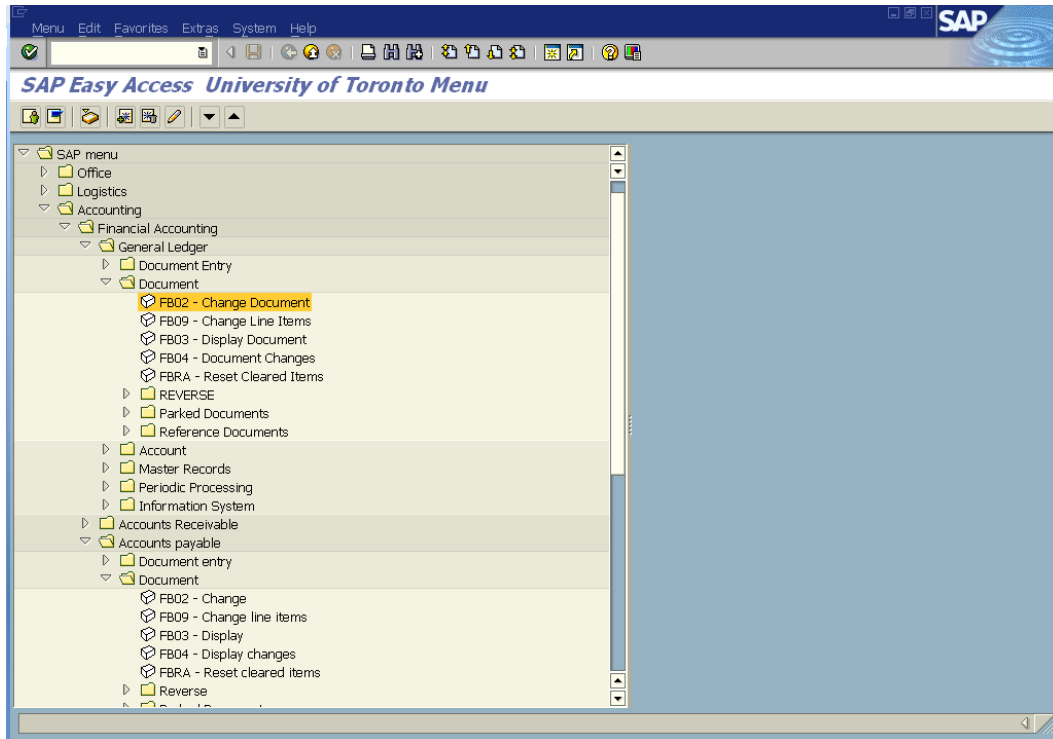 Menu Edit Favorites Extras System Help
SAP
SAP Easy Access University of Toronto Menu
SAP menu
Office
Logistics
Accounting
Financial Accounting
General Ledger
Document Entry
Document
FB02 - Change Document
FB09 - Change Line Items
FB03 - Display Document
FB04 - Document Changes
FBRA - Reset Cleared Items
REVERSE
Parked Documents
Reference Documents
Account
Master Records
Periodic Processing
Information System
Accounts Receivable
Accounts payable
Document entry
Document
FB02 - Change
FB09 - Change line items
FB03 - Display
FB04 - Display changes
FBRA - Reset cleared items
Reverse